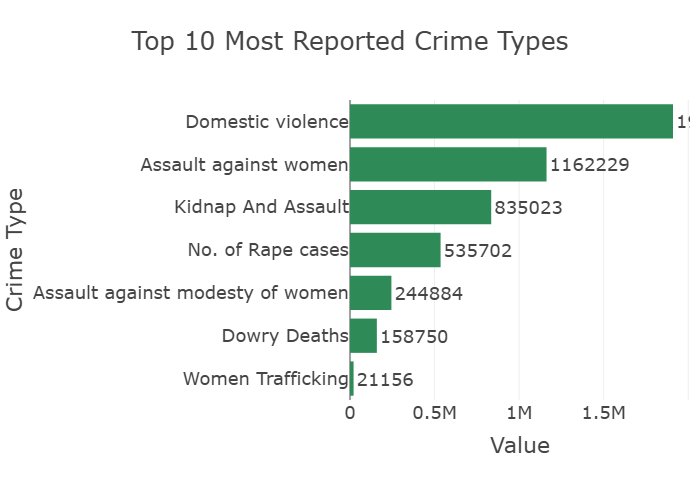 Top 10 Most Reported Crime Types
Crime Type
Domestic violence
Assault against women 1162229
Kidnap And Assault 835023
No. of Rape cases 535702
Assault against modesty of women 244884
Dowry Deaths 158750
Women Trafficking 21156
0 0.5M 1M 1.5M
Value